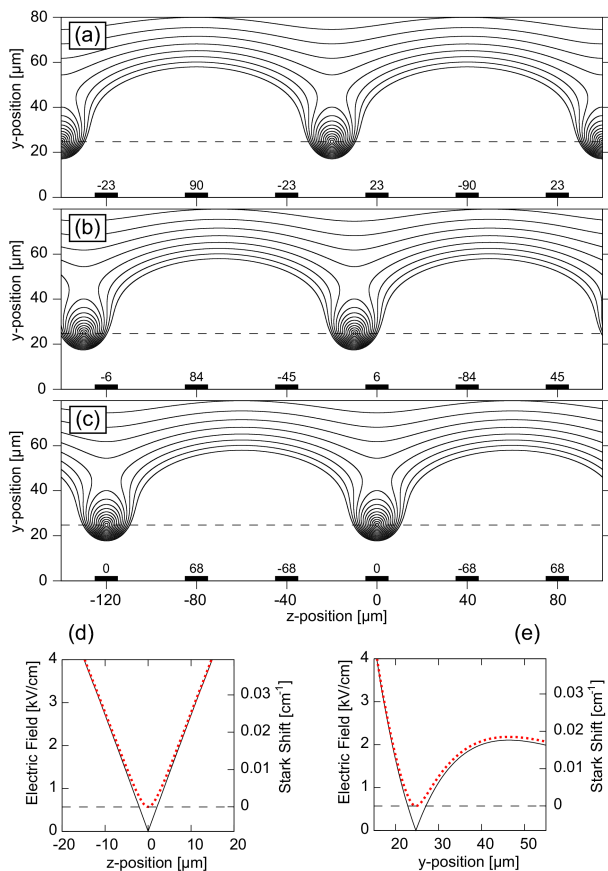 (a)
80
60
40
20
0
y-position [µm]
-23 90 -23 23 -90 23
(b)
60
40
20
0
y-position [µm]
-6 84 -45 6 -84 45
(c)
60
40
20
0
y-position [µm]
0 68 -68 0 -68 68
-120 -80 -40 0 40 80
z-position [µm]
(d)
4
3
2
1
0
Electric Field [kV/cm]
0.03
0.02
0.01
0
Stark Shift [cm⁻¹]
-20 -10 0 10 20
z-position [µm]
(e)
4
3
2
1
0
Electric Field [kV/cm]
0.03
0.02
0.01
0
Stark Shift [cm⁻¹]
20 30 40 50
y-position [µm]